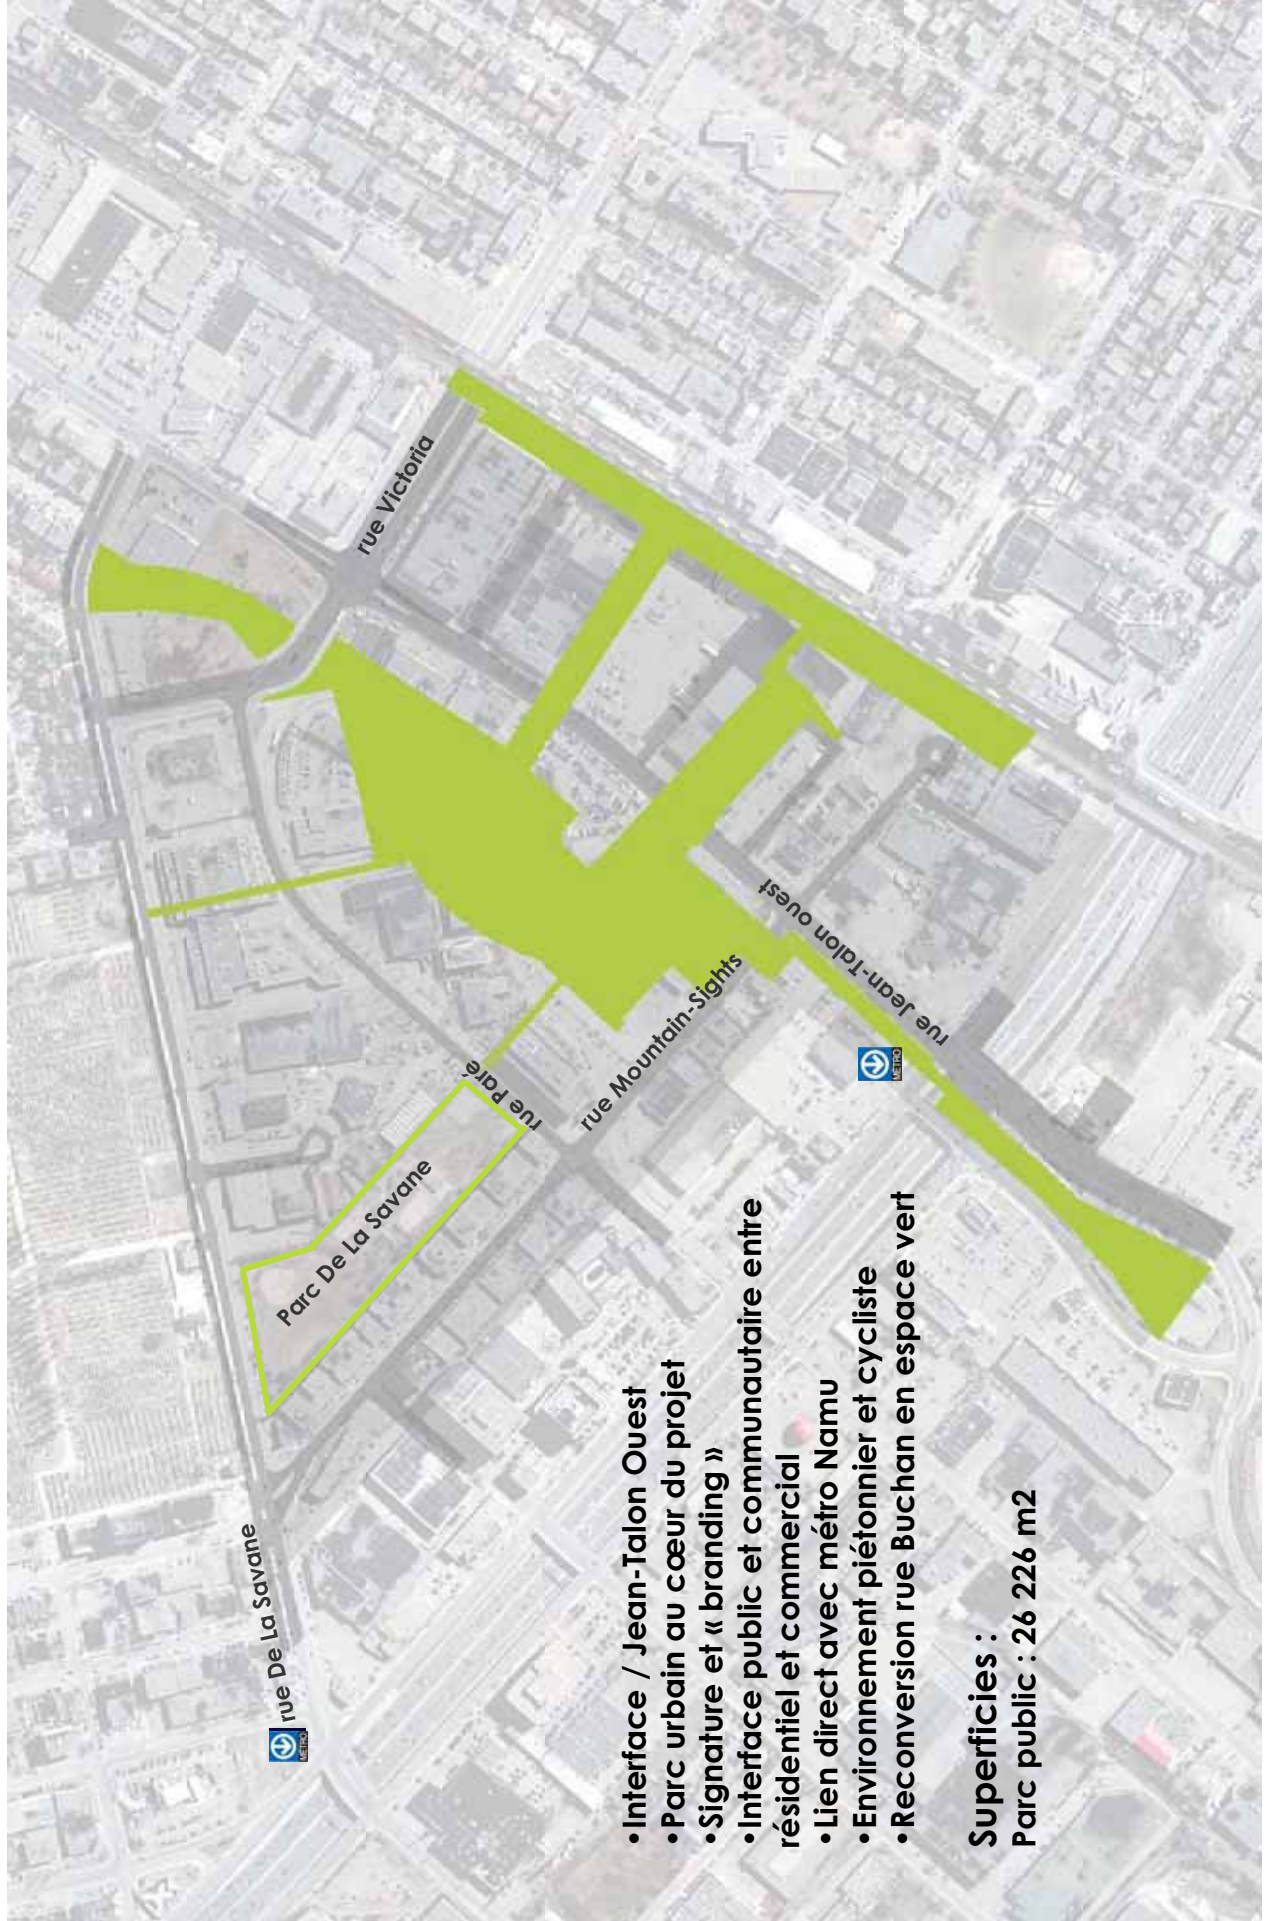 rue De La Savane
METRO
Parc De La Savane
rue Paré
rue Mountain-Sights
rue Victoria
rue Jean-Talon ouest
METRO
•Interface / Jean-Talon Ouest
•Parc urbain au cœur du projet
•Signature et « branding »
•Interface public et communautaire entre
résidentiel et commercial
•Lien direct avec métro Namu
•Environnement piétonnier et cycliste
•Reconversion rue Buchan en espace vert
Superficies :
Parc public : 26 226 m2